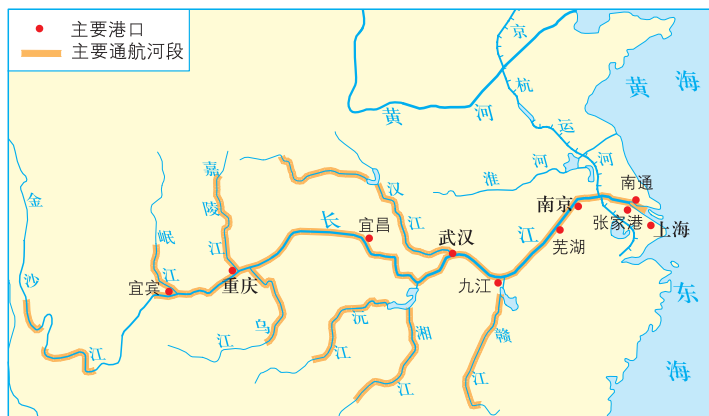 主要港口
主要通航河段
京
杭
运
河
黄 河
黄 海
淮 河
嘉
陵
江
汉
江
岷
江
金
沙
江
长
江
宜昌
武汉
南京
南通
张家港
上海
芜湖
九江
宜宾
重庆
乌
江
沅
江
湘
江
赣
江
东
海